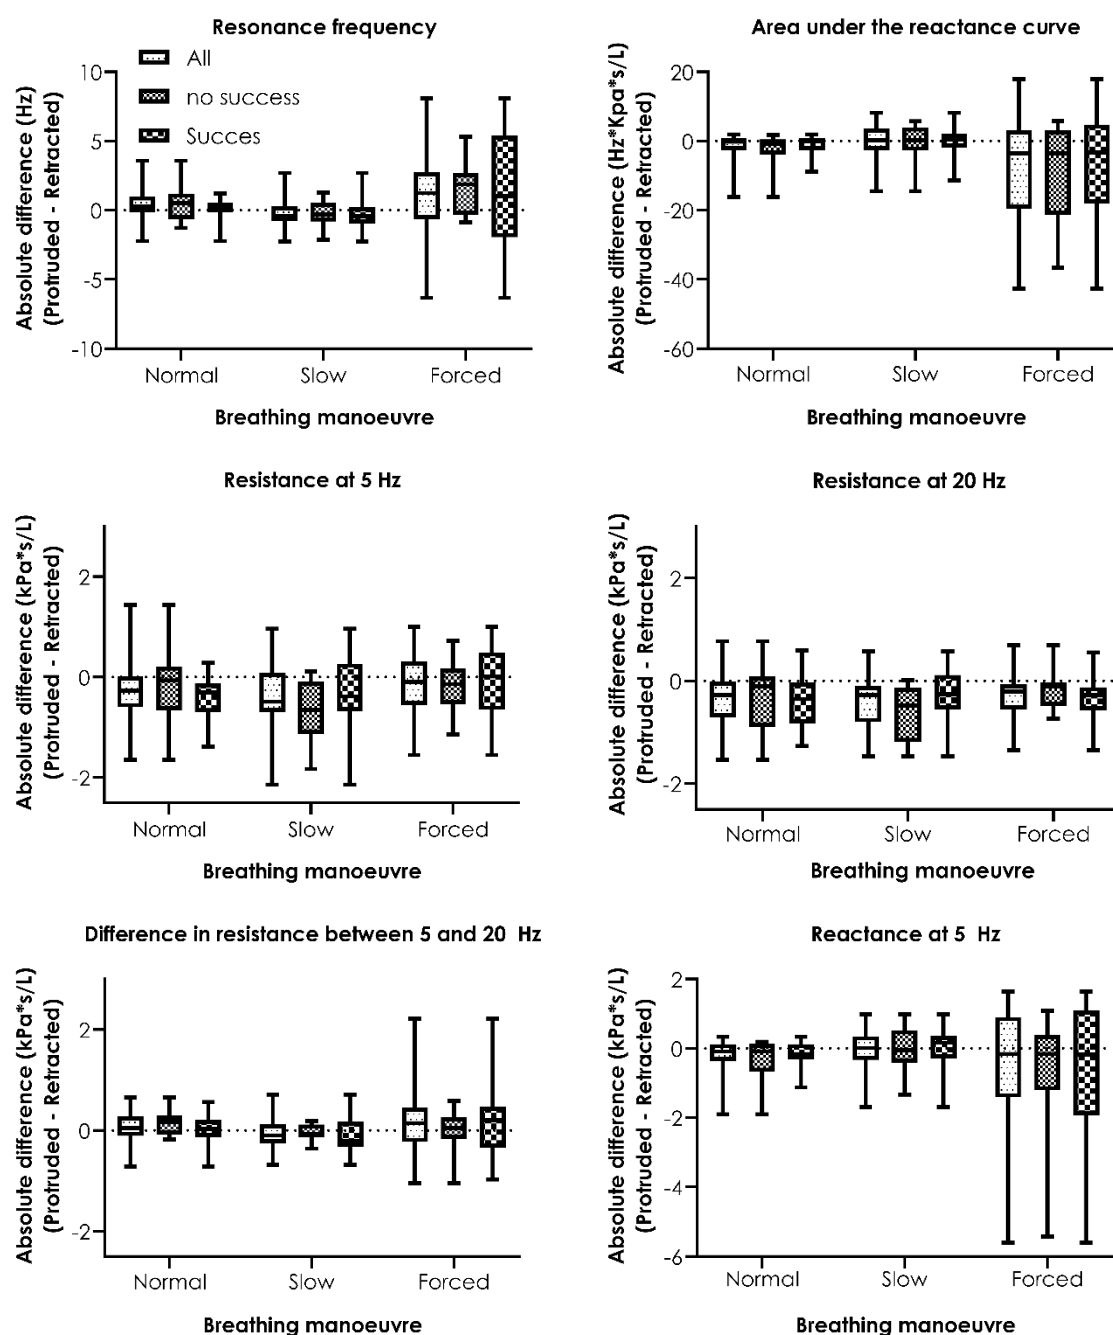 Resonance frequency
All
no success
Succes
10
5
0
-5
-10
Absolute difference (Hz)
(Protruded - Retracted)
Normal Slow Forced
Breathing manoeuvre
Area under the reactance curve
20
0
-20
-40
-60
Absolute difference (Hz*Kpa*s/L)
(Protruded - Retracted)
Normal Slow Forced
Breathing manoeuvre
Resistance at 5 Hz
2
0
-2
Absolute difference (kPa*s/L)
(Protruded - Retracted)
Normal Slow Forced
Breathing manoeuvre
Resistance at 20 Hz
2
0
-2
Absolute difference (kPa*s/L)
(Protruded - Retracted)
Normal Slow Forced
Breathing manoeuvre
Difference in resistance between 5 and 20 Hz
2
0
-2
Absolute difference (kPa*s/L)
(Protruded - Retracted)
Normal Slow Forced
Breathing manoeuvre
Reactance at 5 Hz
2
0
-2
-4
-6
Absolute difference (kPa*s/L)
(Protruded - Retracted)
Normal Slow Forced
Breathing manoeuvre